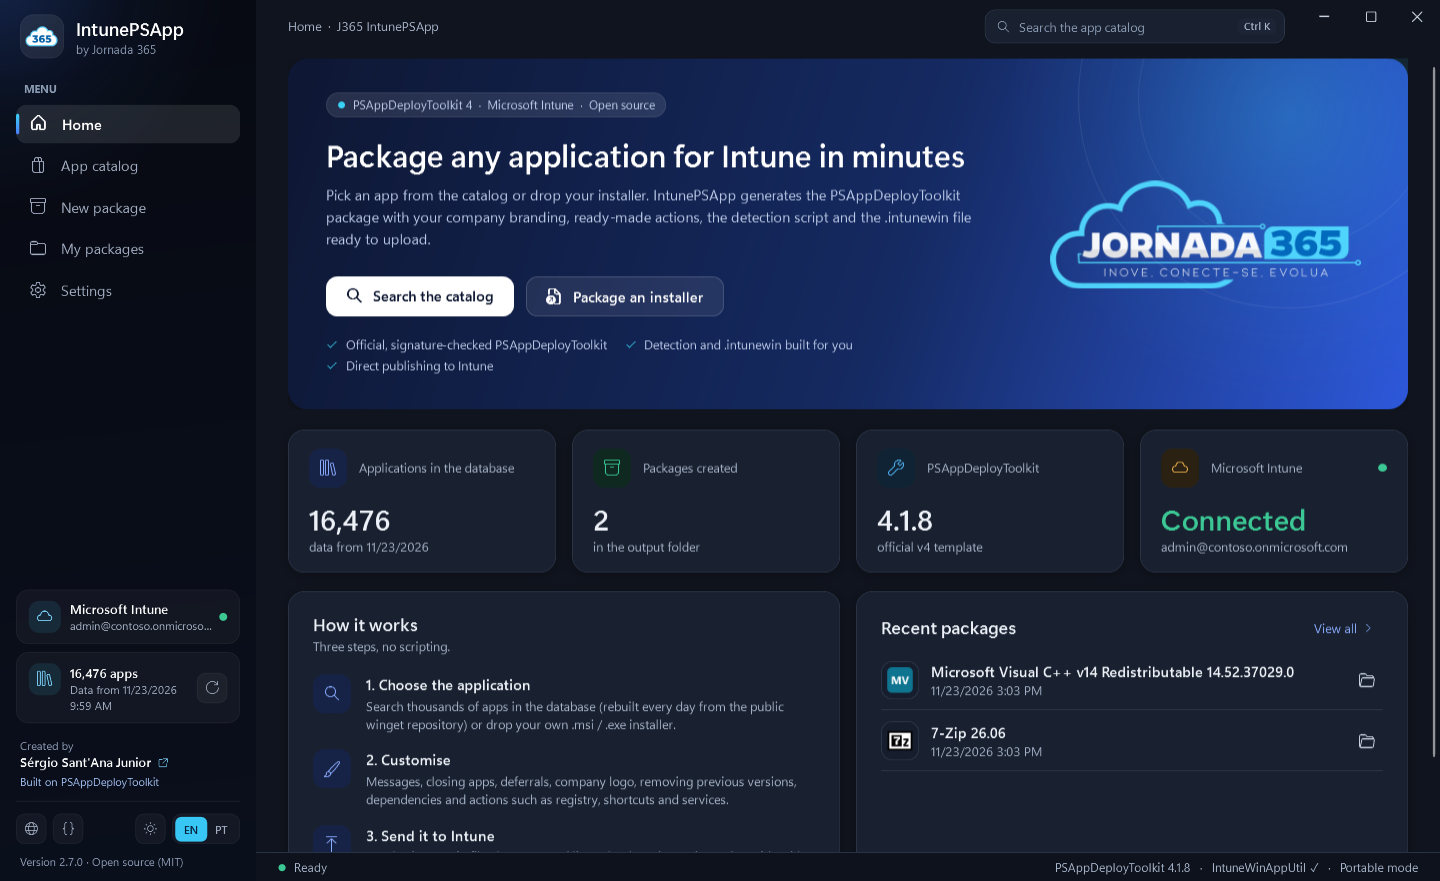 365
IntunePSApp
by Jornada 365
MENU
Home
App catalog
New package
My packages
Settings
Microsoft Intune
admin@contoso.onmicroso...
16,476 apps
Data from 11/23/2026
9:59 AM
Created by
Sérgio Sant'Ana Junior
Built on PSAppDeployToolkit
{}
EN PT
Version 2.7.0 · Open source (MIT)
Home · J365 IntunePSApp
Search the app catalog Ctrl K
PSAppDeployToolkit 4 · Microsoft Intune · Open source
Package any application for Intune in minutes
Pick an app from the catalog or drop your installer. IntunePSApp generates the PSAppDeployToolkit
package with your company branding, ready-made actions, the detection script and the .intunewin file
ready to upload.
Search the catalog
Package an installer
✓ Official, signature-checked PSAppDeployToolkit ✓ Detection and .intunewin built for you
✓ Direct publishing to Intune
JORNADA 365
INOVE. CONECTE-SE. EVOLUA
Applications in the database
16,476
data from 11/23/2026
Packages created
2
in the output folder
PSAppDeployToolkit
4.1.8
official v4 template
Microsoft Intune
Connected
admin@contoso.onmicrosoft.com
How it works
Three steps, no scripting.
1. Choose the application
Search thousands of apps in the database (rebuilt every day from the public
winget repository) or drop your own .msi / .exe installer.
2. Customise
Messages, closing apps, deferrals, company logo, removing previous versions,
dependencies and actions such as registry, shortcuts and services.
3. Send it to Intune
Recent packages
View all
MV
Microsoft Visual C++ v14 Redistributable 14.52.37029.0
11/23/2026 3:03 PM
7z
7-Zip 26.06
11/23/2026 3:03 PM
Ready
PSAppDeployToolkit 4.1.8 · IntuneWinAppUtil ✓ · Portable mode